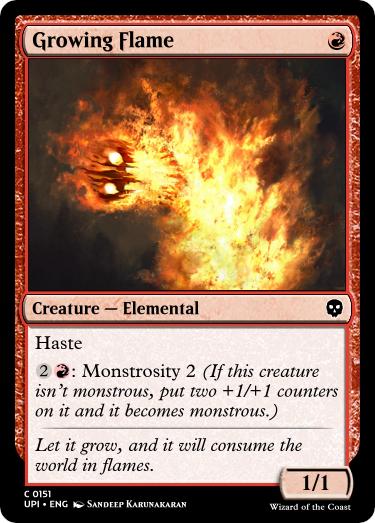 Growing Flame
Creature — Elemental
Haste
2 : Monstrosity 2 (If this creature
isn't monstrous, put two +1/+1 counters
on it and it becomes monstrous.)
Let it grow, and it will consume the
world in flames.
1/1
C 0151
UPI • ENG Sandeep Karunakaran
Wizard of the Coast